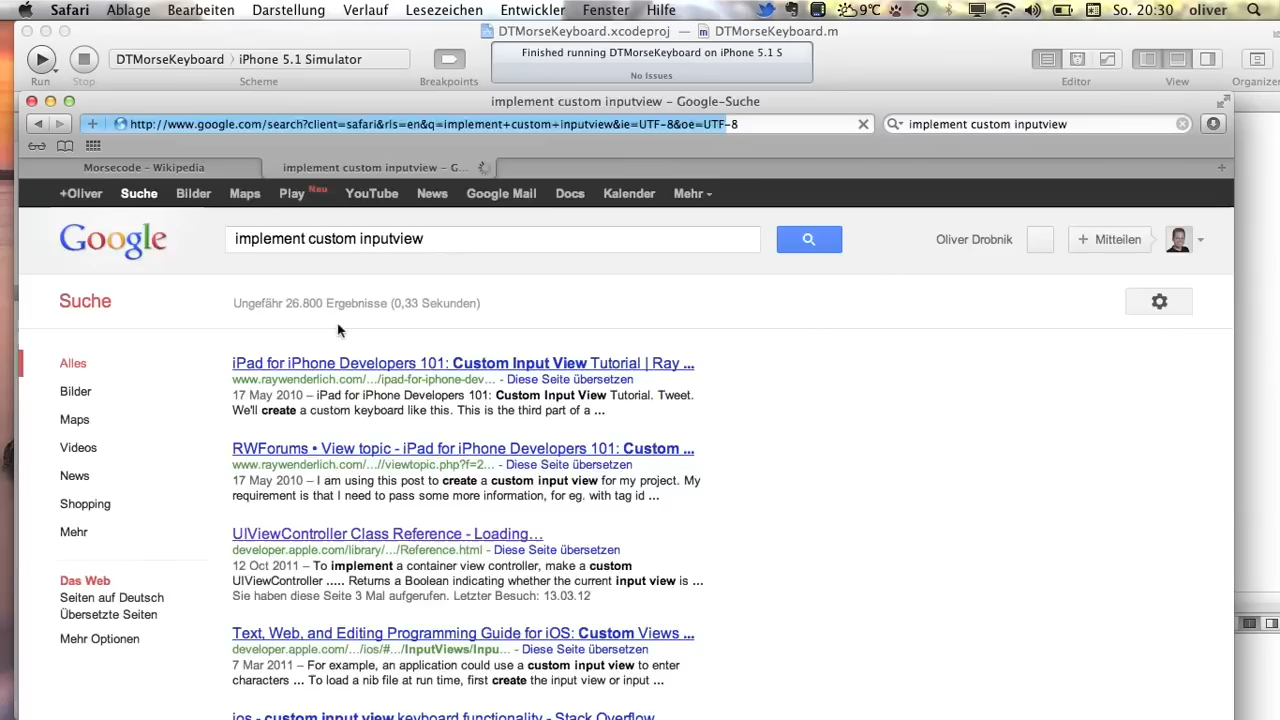 Safari Ablage Bearbeiten Darstellung Verlauf Lesezeichen Entwickler Fenster Hilfe 9°C So. 20:30 oliver
DTMorseKeyboard.xcodeproj — DTMorseKeyboard.m
DTMorseKeyboard 〉 iPhone 5.1 Simulator
Finished running DTMorseKeyboard on iPhone 5.1 S
No Issues
Run Stop Scheme Breakpoints Editor View Organizer
implement custom inputview – Google-Suche
http://www.google.com/search?client=safari&rls=en&q=implement+custom+inputview&ie=UTF-8&oe=UTF-8 implement custom inputview
Morsecode – Wikipedia implement custom inputview – G...
+Oliver Suche Bilder Maps Play Neu YouTube News Google Mail Docs Kalender Mehr
Google implement custom inputview Oliver Drobnik + Mitteilen
Suche Ungefähr 26.800 Ergebnisse (0,33 Sekunden)
Alles
Bilder
Maps
Videos
News
Shopping
Mehr
Das Web
Seiten auf Deutsch
Übersetzte Seiten
Mehr Optionen
iPad for iPhone Developers 101: Custom Input View Tutorial | Ray ...
www.raywenderlich.com/.../ipad-for-iphone-dev... - Diese Seite übersetzen
17 May 2010 – iPad for iPhone Developers 101: Custom Input View Tutorial. Tweet.
We'll create a custom keyboard like this. This is the third part of a ...
RWForums • View topic - iPad for iPhone Developers 101: Custom ...
www.raywenderlich.com/...//viewtopic.php?f=2... - Diese Seite übersetzen
17 May 2010 – I am using this post to create a custom input view for my project. My
requirement is that I need to pass some more information, for eg. with tag id ...
UIViewController Class Reference - Loading...
developer.apple.com/library/.../Reference.html - Diese Seite übersetzen
12 Oct 2011 – To implement a container view controller, make a custom
UIViewController ..... Returns a Boolean indicating whether the current input view is ...
Sie haben diese Seite 3 Mal aufgerufen. Letzter Besuch: 13.03.12
Text, Web, and Editing Programming Guide for iOS: Custom Views ...
developer.apple.com/.../ios/#.../InputViews/Inpu... - Diese Seite übersetzen
7 Mar 2011 – For example, an application could use a custom input view to enter
characters ... To load a nib file at run time, first create the input view or input ...
ios - custom input view keyboard functionality - Stack Overflow